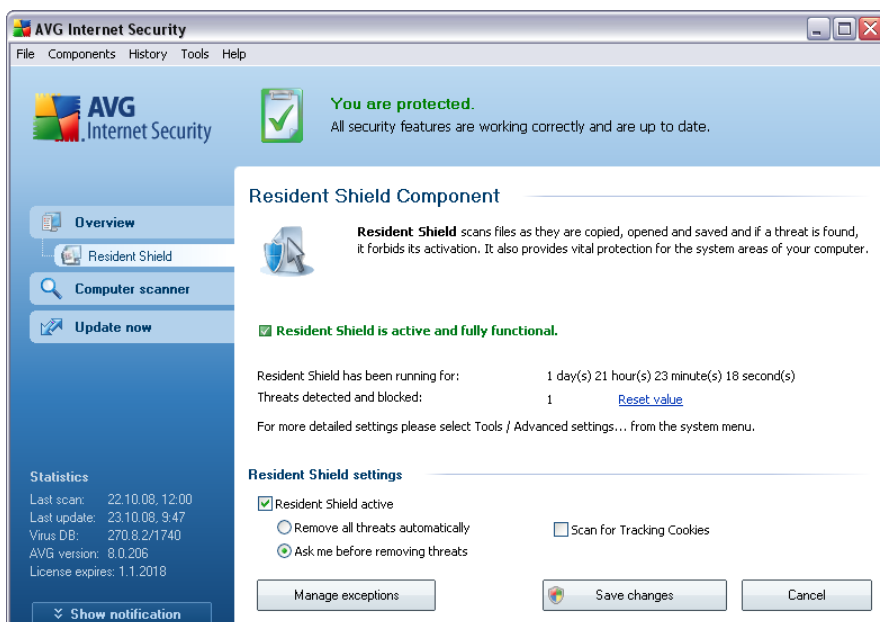 AVG Internet Security
File Components History Tools Help
AVG
Internet Security
You are protected.
All security features are working correctly and are up to date.
Overview
Resident Shield
Computer scanner
Update now
Resident Shield Component
Resident Shield scans files as they are copied, opened and saved and if a threat is found,
it forbids its activation. It also provides vital protection for the system areas of your computer.
Resident Shield is active and fully functional.
Resident Shield has been running for: 1 day(s) 21 hour(s) 23 minute(s) 18 second(s)
Threats detected and blocked: 1 Reset value
For more detailed settings please select Tools / Advanced settings... from the system menu.
Statistics
Last scan: 22.10.08, 12:00
Last update: 23.10.08, 9:47
Virus DB: 270.8.2/1740
AVG version: 8.0.206
License expires: 1.1.2018
Show notification
Resident Shield settings
Resident Shield active
Remove all threats automatically
Scan for Tracking Cookies
Ask me before removing threats
Manage exceptions
Save changes
Cancel